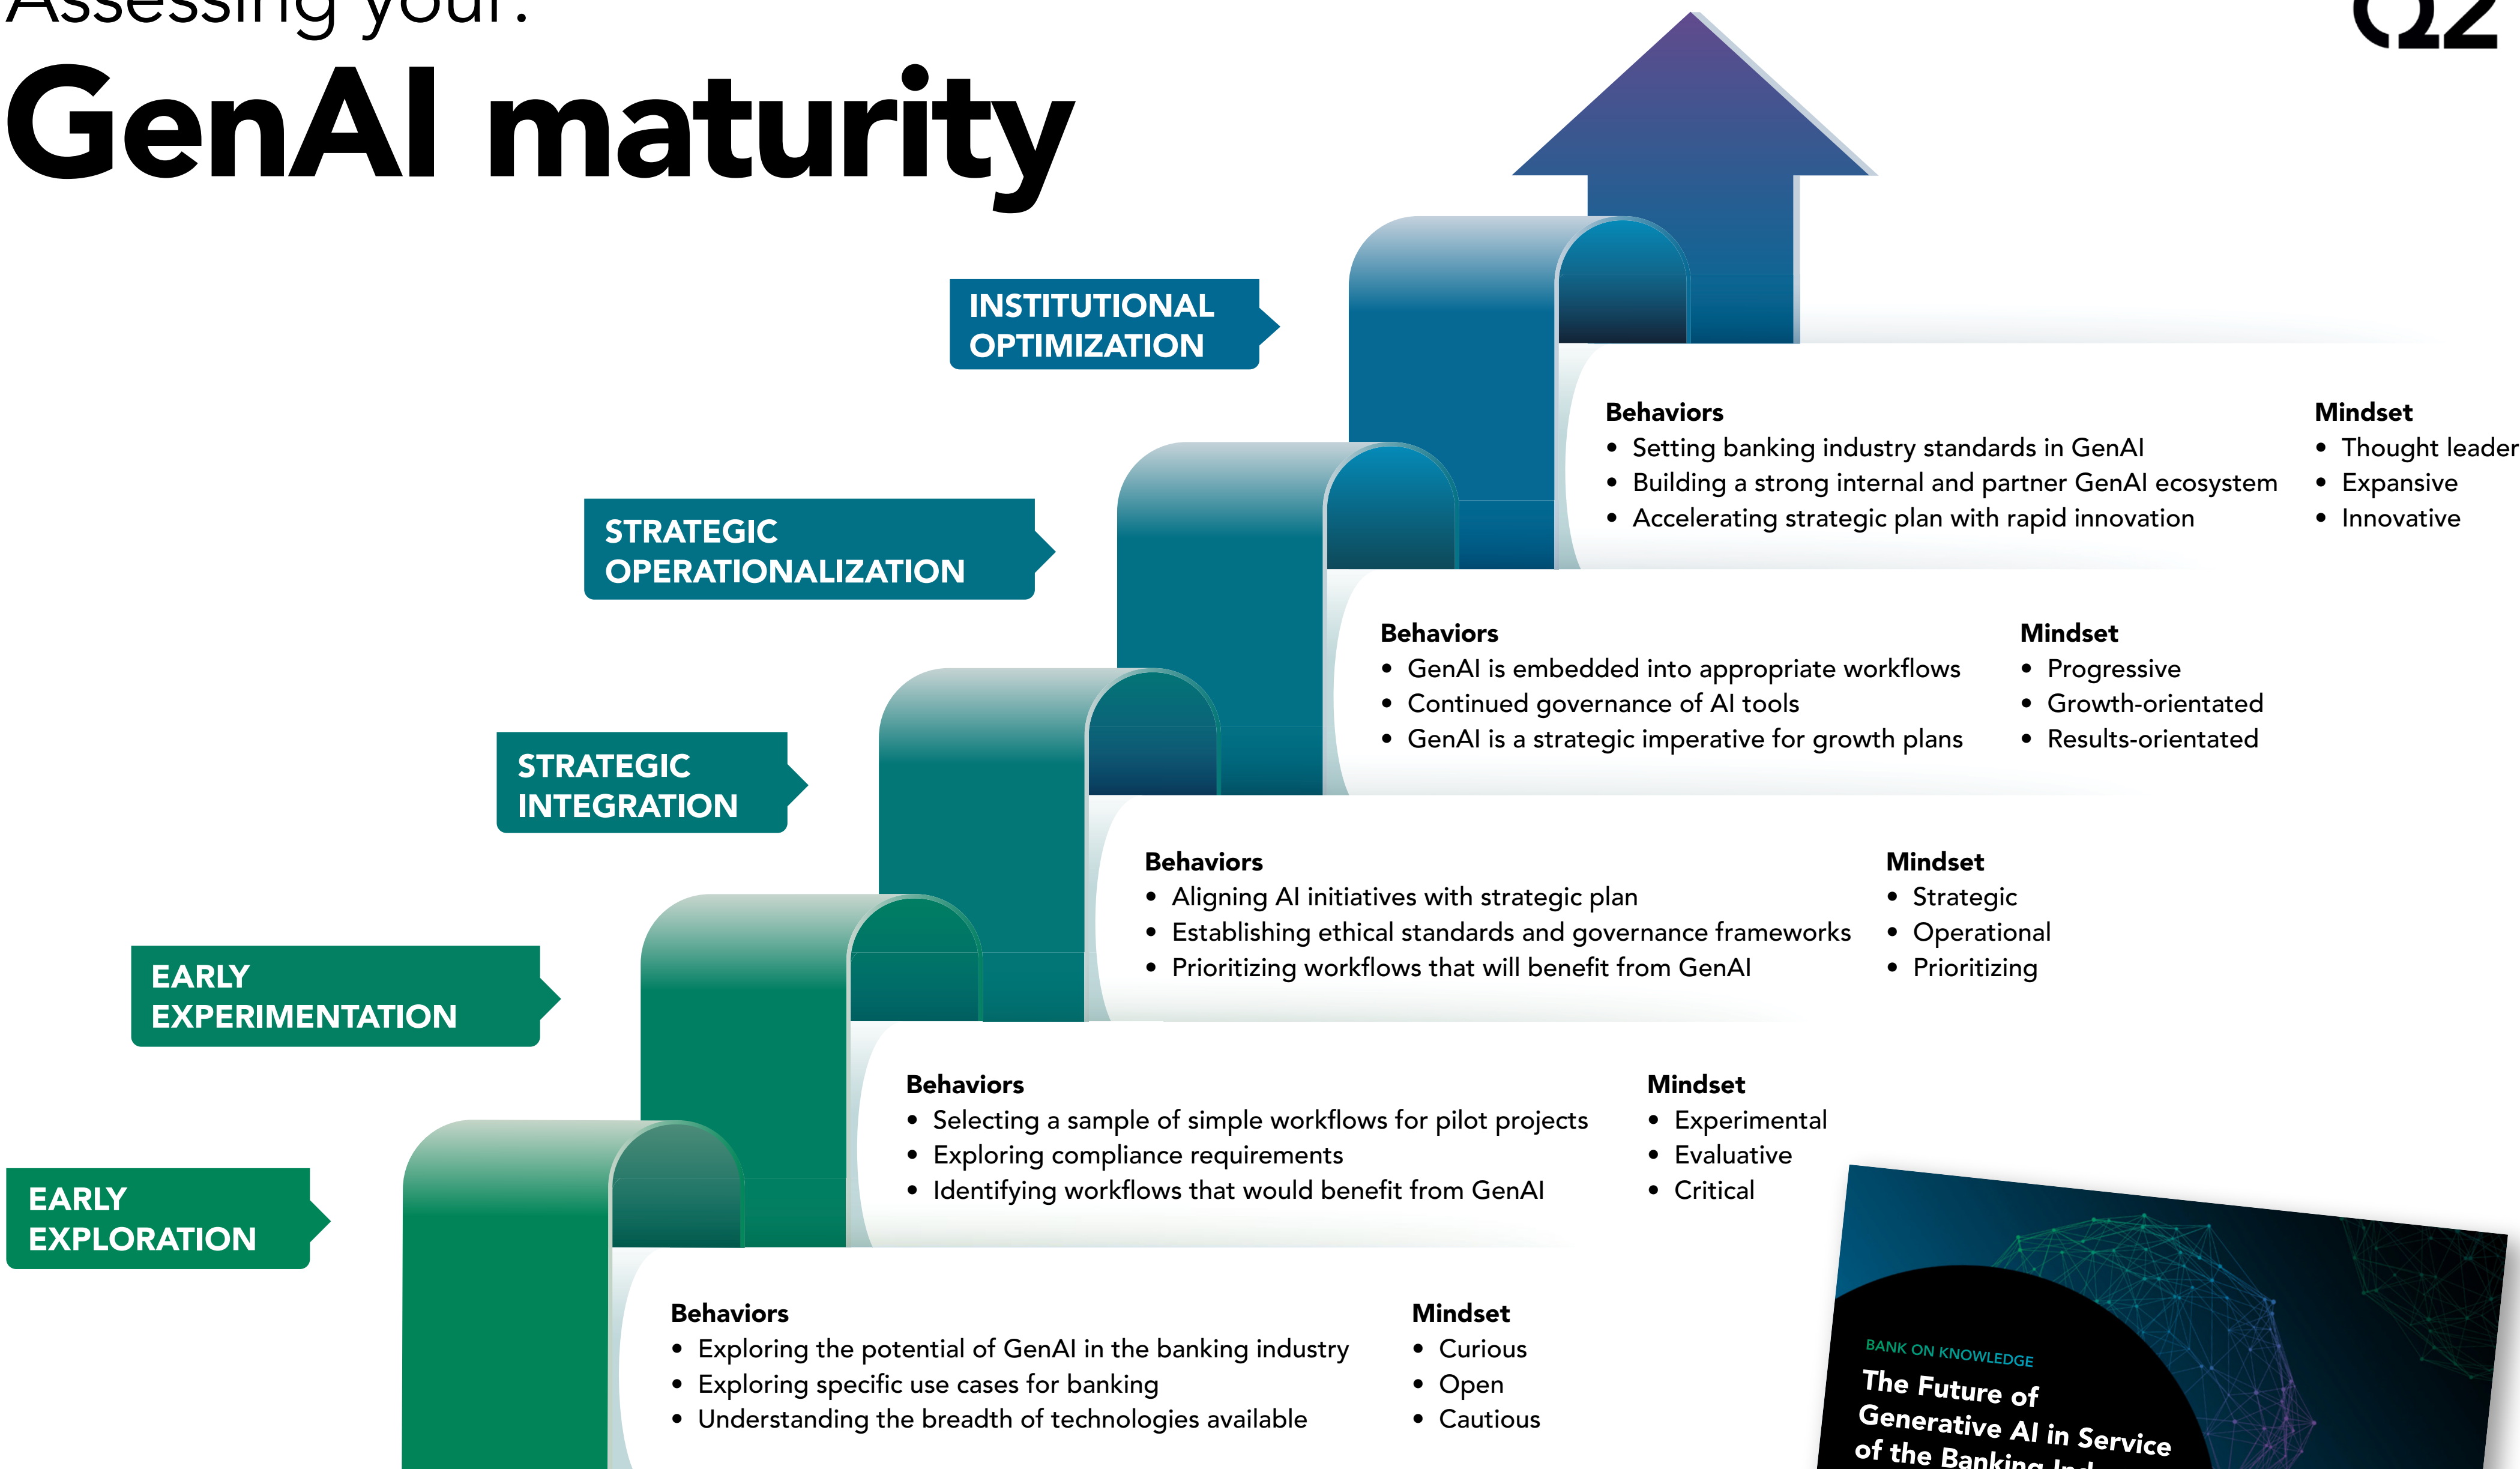 Assessing your:
Q2
GenAI maturity
INSTITUTIONAL
OPTIMIZATION
Behaviors
• Setting banking industry standards in GenAI
• Building a strong internal and partner GenAI ecosystem
• Accelerating strategic plan with rapid innovation
Mindset
• Thought leader
• Expansive
• Innovative
STRATEGIC
OPERATIONALIZATION
Behaviors
• GenAI is embedded into appropriate workflows
• Continued governance of AI tools
• GenAI is a strategic imperative for growth plans
Mindset
• Progressive
• Growth-orientated
• Results-orientated
STRATEGIC
INTEGRATION
Behaviors
• Aligning AI initiatives with strategic plan
• Establishing ethical standards and governance frameworks
• Prioritizing workflows that will benefit from GenAI
Mindset
• Strategic
• Operational
• Prioritizing
EARLY
EXPERIMENTATION
Behaviors
• Selecting a sample of simple workflows for pilot projects
• Exploring compliance requirements
• Identifying workflows that would benefit from GenAI
Mindset
• Experimental
• Evaluative
• Critical
EARLY
EXPLORATION
Behaviors
• Exploring the potential of GenAI in the banking industry
• Exploring specific use cases for banking
• Understanding the breadth of technologies available
Mindset
• Curious
• Open
• Cautious
BANK ON KNOWLEDGE
The Future of
Generative AI in Service
of the Banking